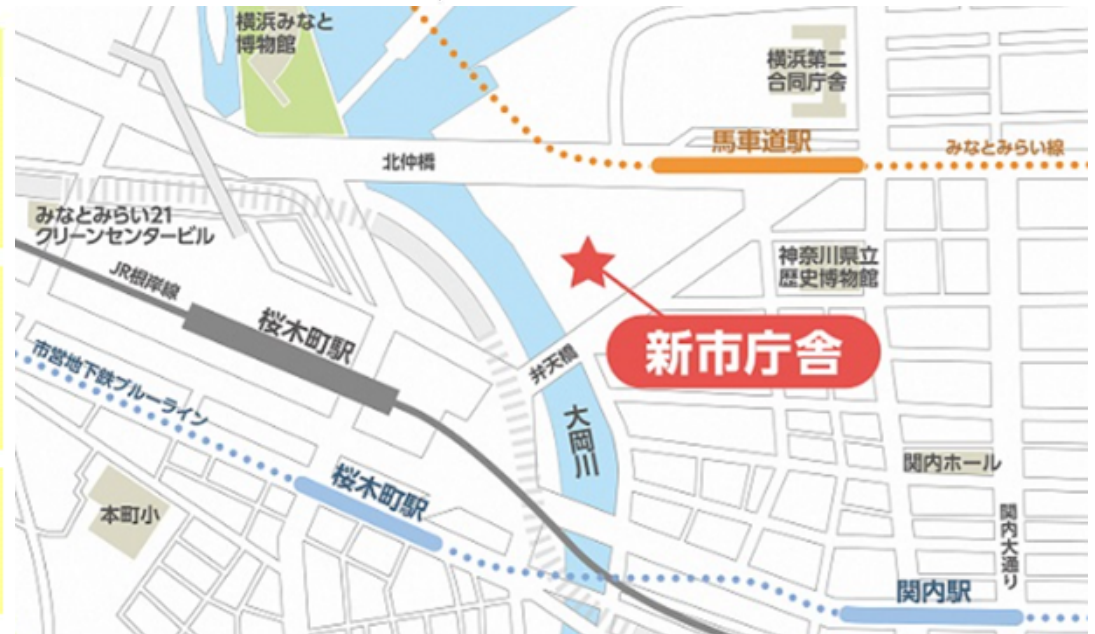 横浜みなと
博物館
横浜第二
合同庁舎
馬車道駅
みなとみらい線
北仲橋
みなとみらい21
クリーンセンタービル
神奈川県立
歴史博物館
JR根岸線
桜木町駅
新市庁舎
市営地下鉄ブルーライン
弁天橋
大岡川
関内ホール
桜木町駅
本町小
関内大通り
関内駅